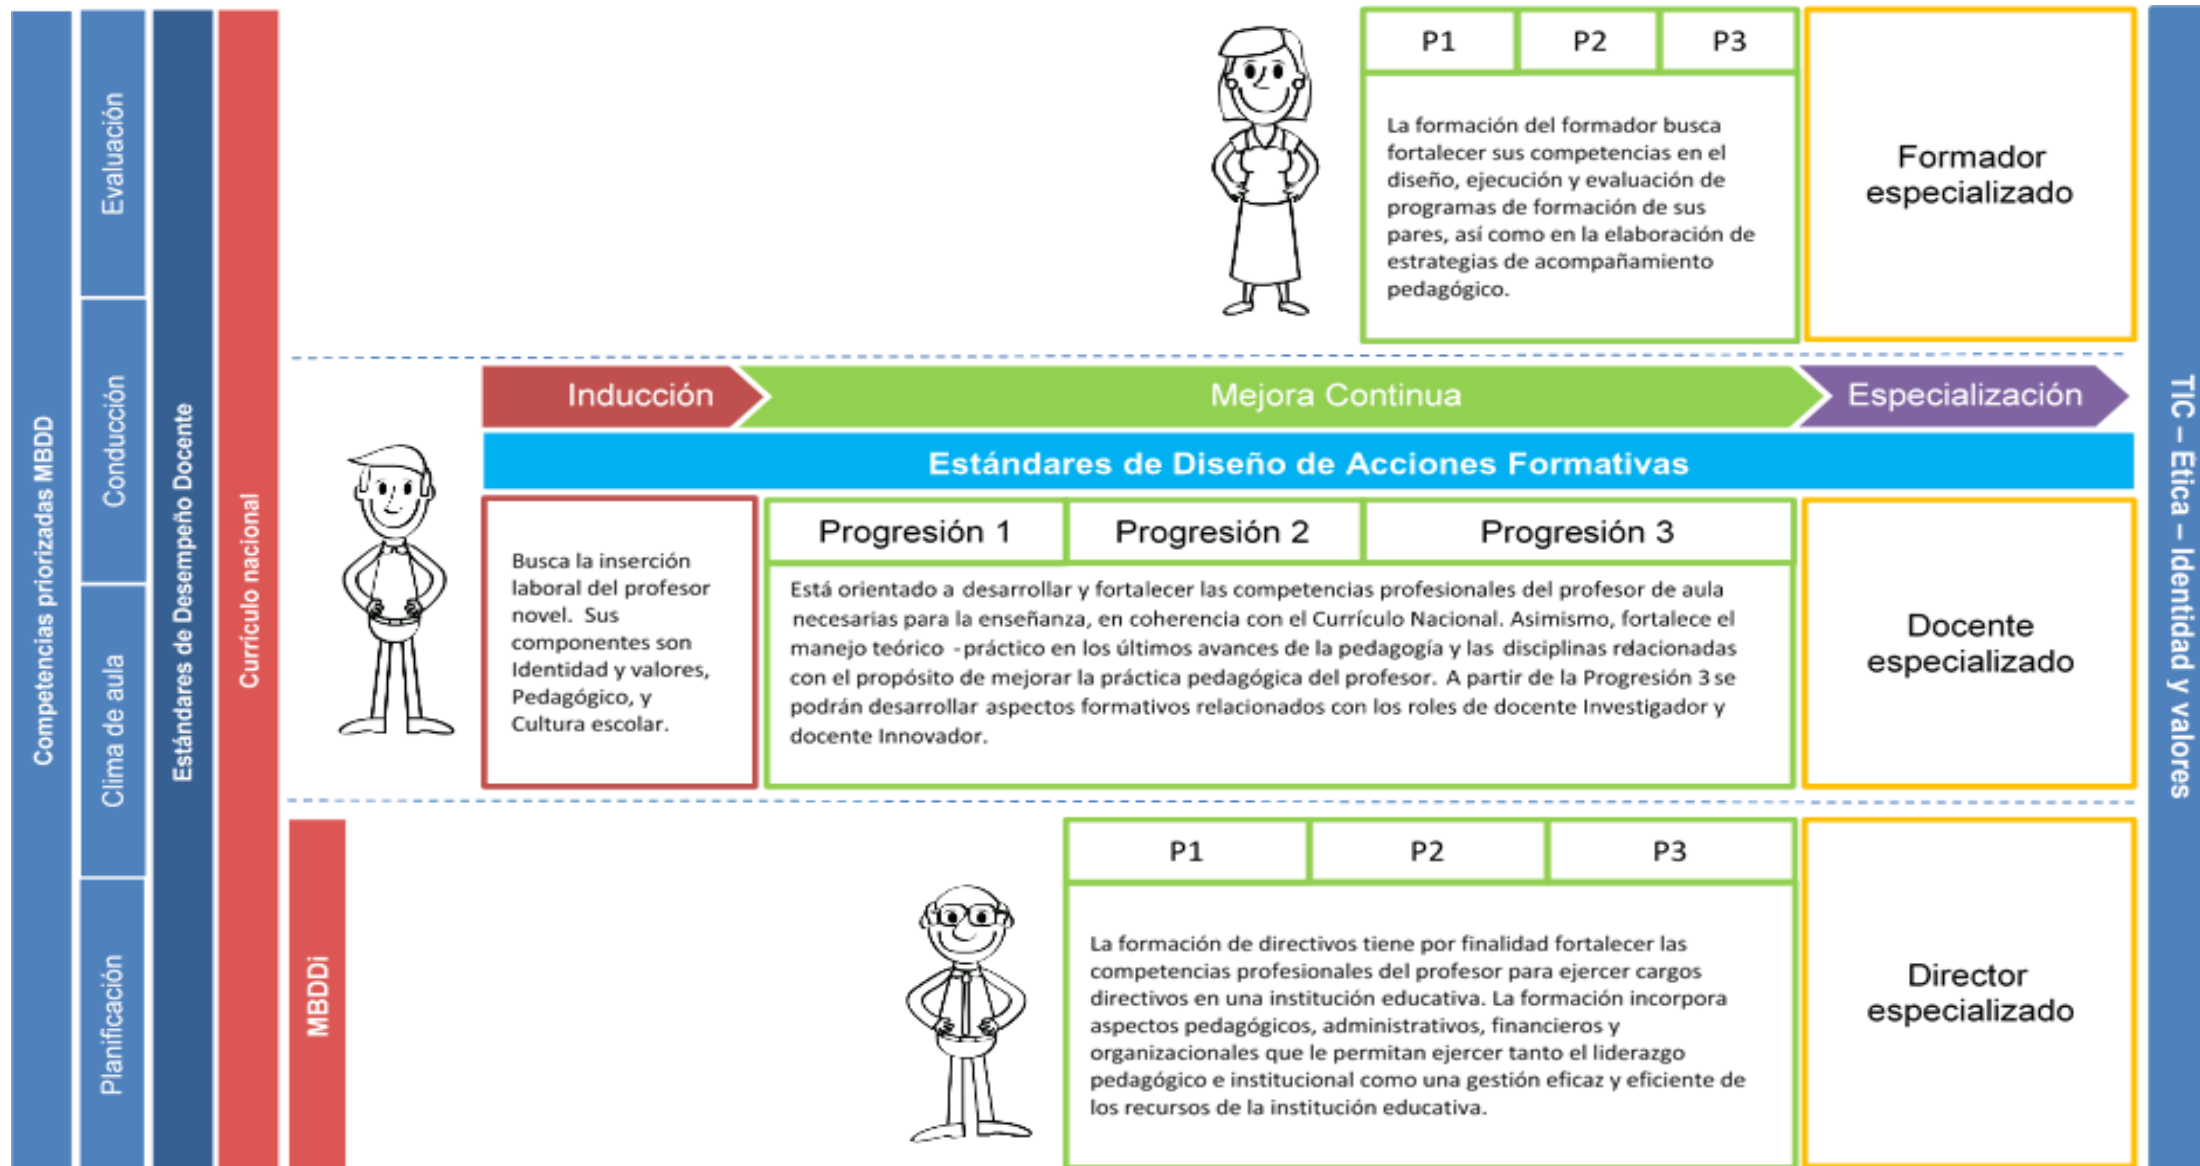 Competencias priorizadas MBDD
Evaluación
Conducción
Clima de aula
Planificación
Estándares de Desempeño Docente
Currículo nacional
MBDDi
P1
P2
P3
La formación del formador busca
fortalecer sus competencias en el
diseño, ejecución y evaluación de
programas de formación de sus
pares, así como en la elaboración de
estrategias de acompañamiento
pedagógico.
Formador
especializado
Inducción
Mejora Continua
Especialización
Estándares de Diseño de Acciones Formativas
Busca la inserción
laboral del profesor
novel. Sus
componentes son
Identidad y valores,
Pedagógico, y
Cultura escolar.
Progresión 1
Progresión 2
Progresión 3
Está orientado a desarrollar y fortalecer las competencias profesionales del profesor de aula
necesarias para la enseñanza, en coherencia con el Currículo Nacional. Asimismo, fortalece el
manejo teórico -práctico en los últimos avances de la pedagogía y las disciplinas relacionadas
con el propósito de mejorar la práctica pedagógica del profesor. A partir de la Progresión 3 se
podrán desarrollar aspectos formativos relacionados con los roles de docente Investigador y
docente Innovador.
Docente
especializado
P1
P2
P3
La formación de directivos tiene por finalidad fortalecer las
competencias profesionales del profesor para ejercer cargos
directivos en una institución educativa. La formación incorpora
aspectos pedagógicos, administrativos, financieros y
organizacionales que le permitan ejercer tanto el liderazgo
pedagógico e institucional como una gestión eficaz y eficiente de
los recursos de la institución educativa.
Director
especializado
TIC – Ética – Identidad y valores